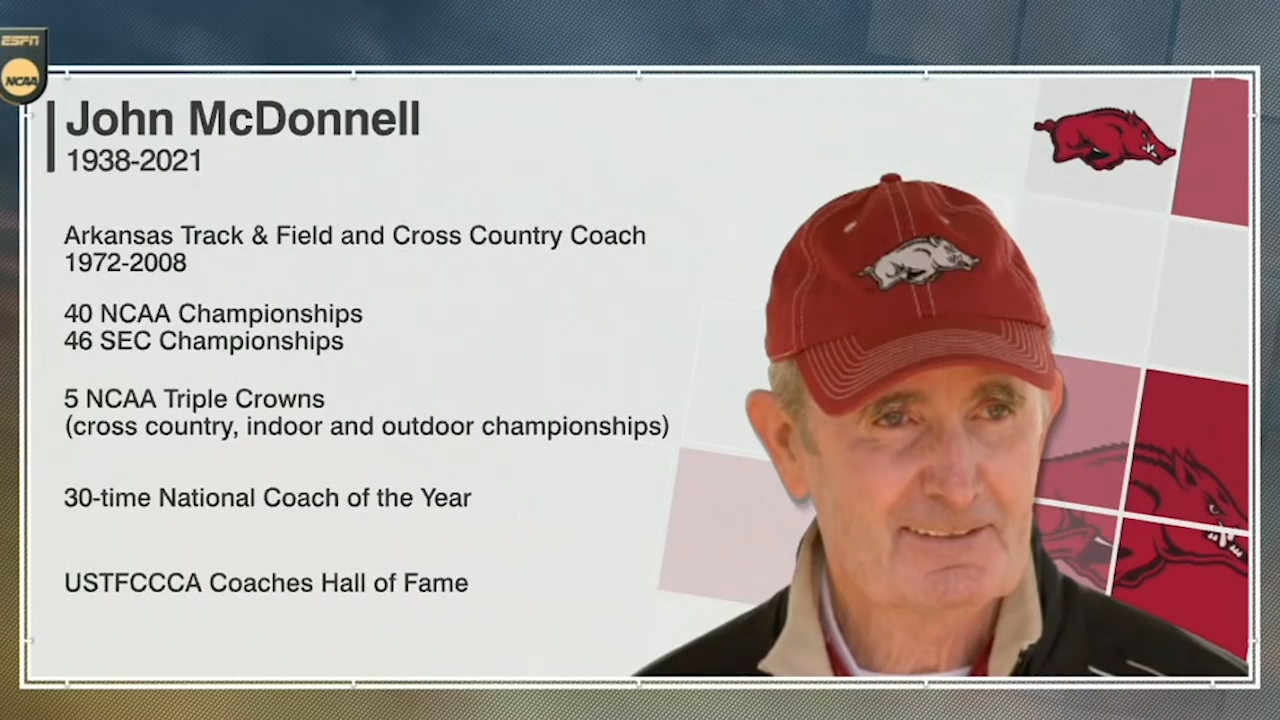 ESPN
NCAA
John McDonnell
1938-2021
Arkansas Track & Field and Cross Country Coach
1972-2008
40 NCAA Championships
46 SEC Championships
5 NCAA Triple Crowns
(cross country, indoor and outdoor championships)
30-time National Coach of the Year
USTFCCCA Coaches Hall of Fame